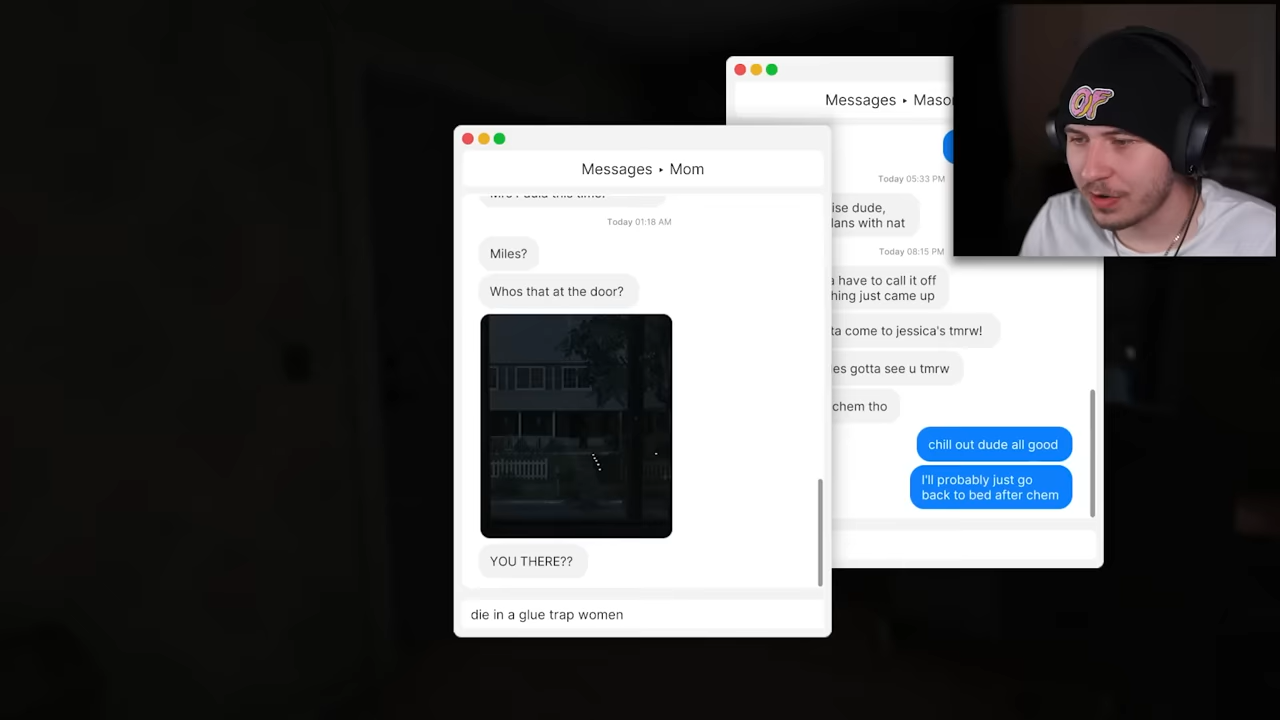 Messages ‣ Mason
Today 05:33 PM
ise dude,
lans with nat
Today 08:15 PM
a have to call it off
hing just came up
ta come to jessica's tmrw!
es gotta see u tmrw
chem tho
chill out dude all good
I'll probably just go
back to bed after chem
Messages ‣ Mom
Today 01:18 AM
Miles?
Whos that at the door?
YOU THERE??
die in a glue trap women
OF